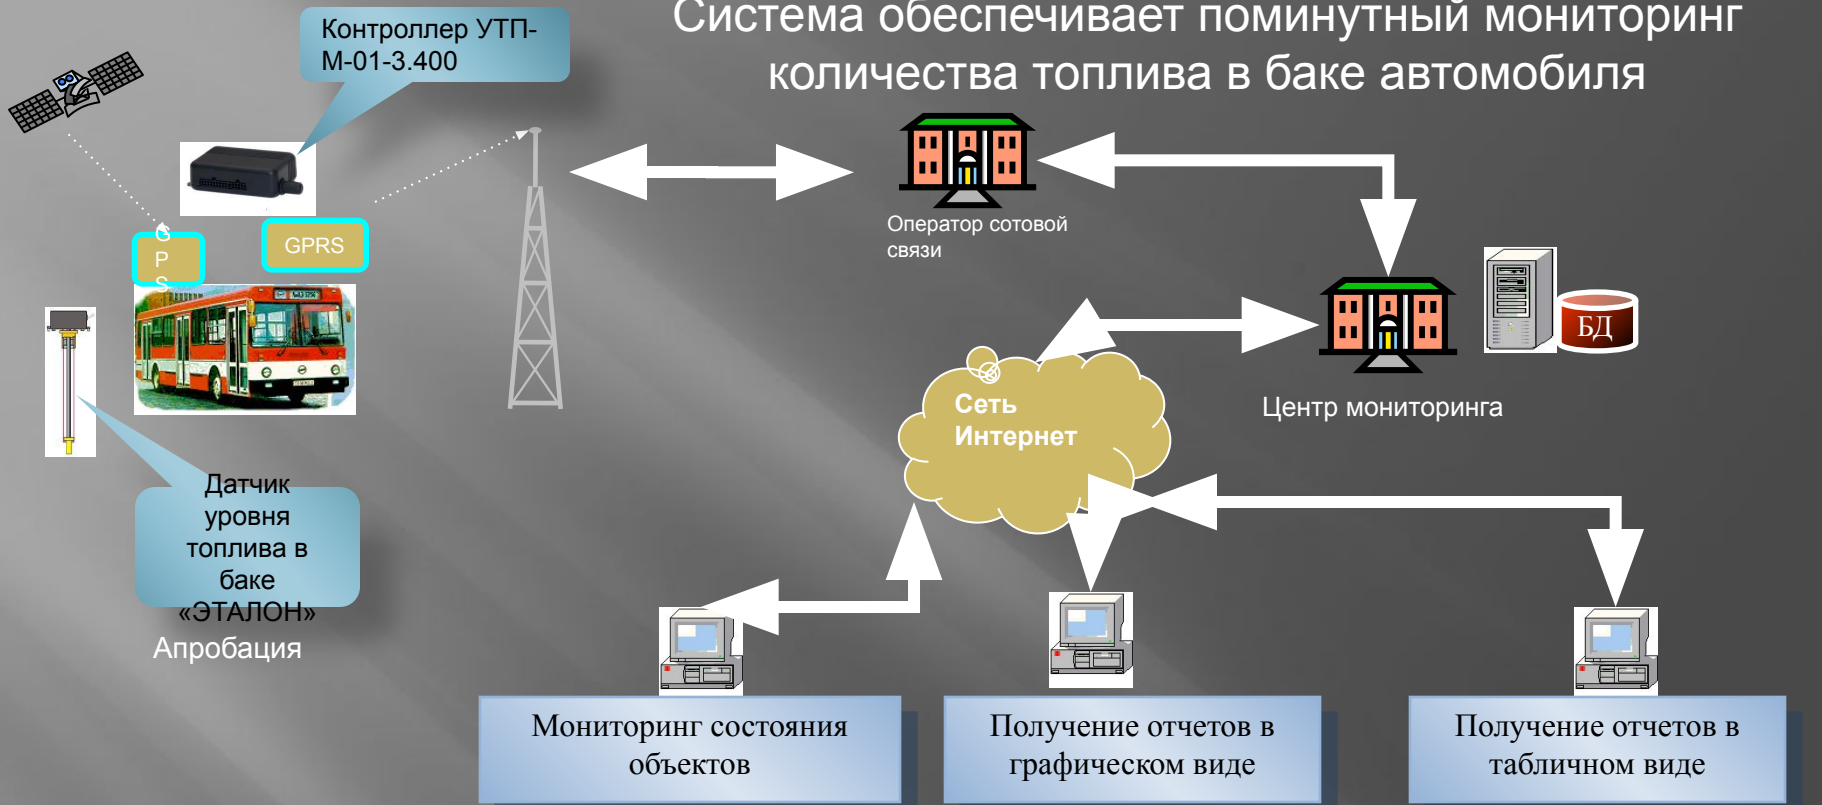 Система обеспечивает поминутный мониторинг
количества топлива в баке автомобиля
Контроллер УТП-
М-01-3.400
G
P
S
GPRS
Оператор сотовой
связи
БД
Центр мониторинга
Сеть
Интернет
Датчик
уровня
топлива в
баке
«ЭТАЛОН»
Апробация
Мониторинг состояния
объектов
Получение отчетов в
графическом виде
Получение отчетов в
табличном виде